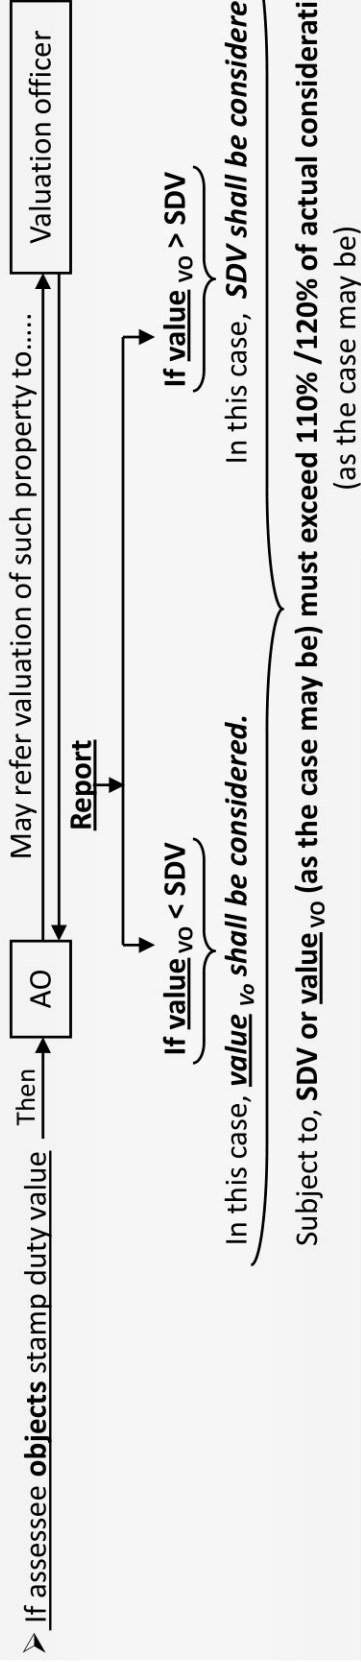 ➢ If assessee objects stamp duty value Then AO May refer valuation of such property to..... Valuation officer
Report
If value VO < SDV If value VO > SDV
In this case, value Vo shall be considered. In this case, SDV shall be considere
Subject to, SDV or value VO (as the case may be) must exceed 110% /120% of actual considerati
(as the case may be)